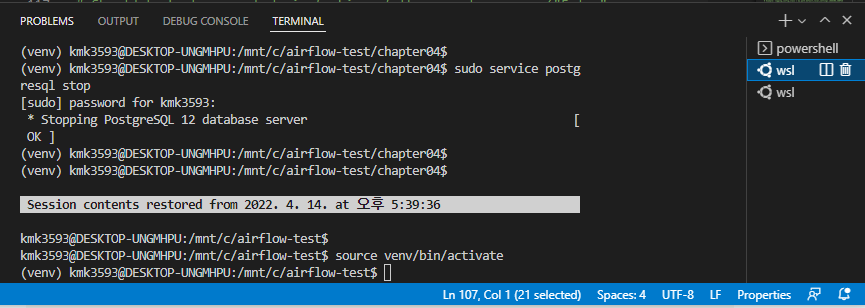 PROBLEMS OUTPUT DEBUG CONSOLE TERMINAL
(venv) kmk3593@DESKTOP-UNGMHPU:/mnt/c/airflow-test/chapter04$
(venv) kmk3593@DESKTOP-UNGMHPU:/mnt/c/airflow-test/chapter04$ sudo service postg
resql stop
[sudo] password for kmk3593:
* Stopping PostgreSQL 12 database server [
OK ]
(venv) kmk3593@DESKTOP-UNGMHPU:/mnt/c/airflow-test/chapter04$
(venv) kmk3593@DESKTOP-UNGMHPU:/mnt/c/airflow-test/chapter04$
Session contents restored from 2022. 4. 14. at 오후 5:39:36
kmk3593@DESKTOP-UNGMHPU:/mnt/c/airflow-test$
kmk3593@DESKTOP-UNGMHPU:/mnt/c/airflow-test$ source venv/bin/activate
(venv) kmk3593@DESKTOP-UNGMHPU:/mnt/c/airflow-test$
powershell
wsl
wsl
Ln 107, Col 1 (21 selected) Spaces: 4 UTF-8 LF Properties